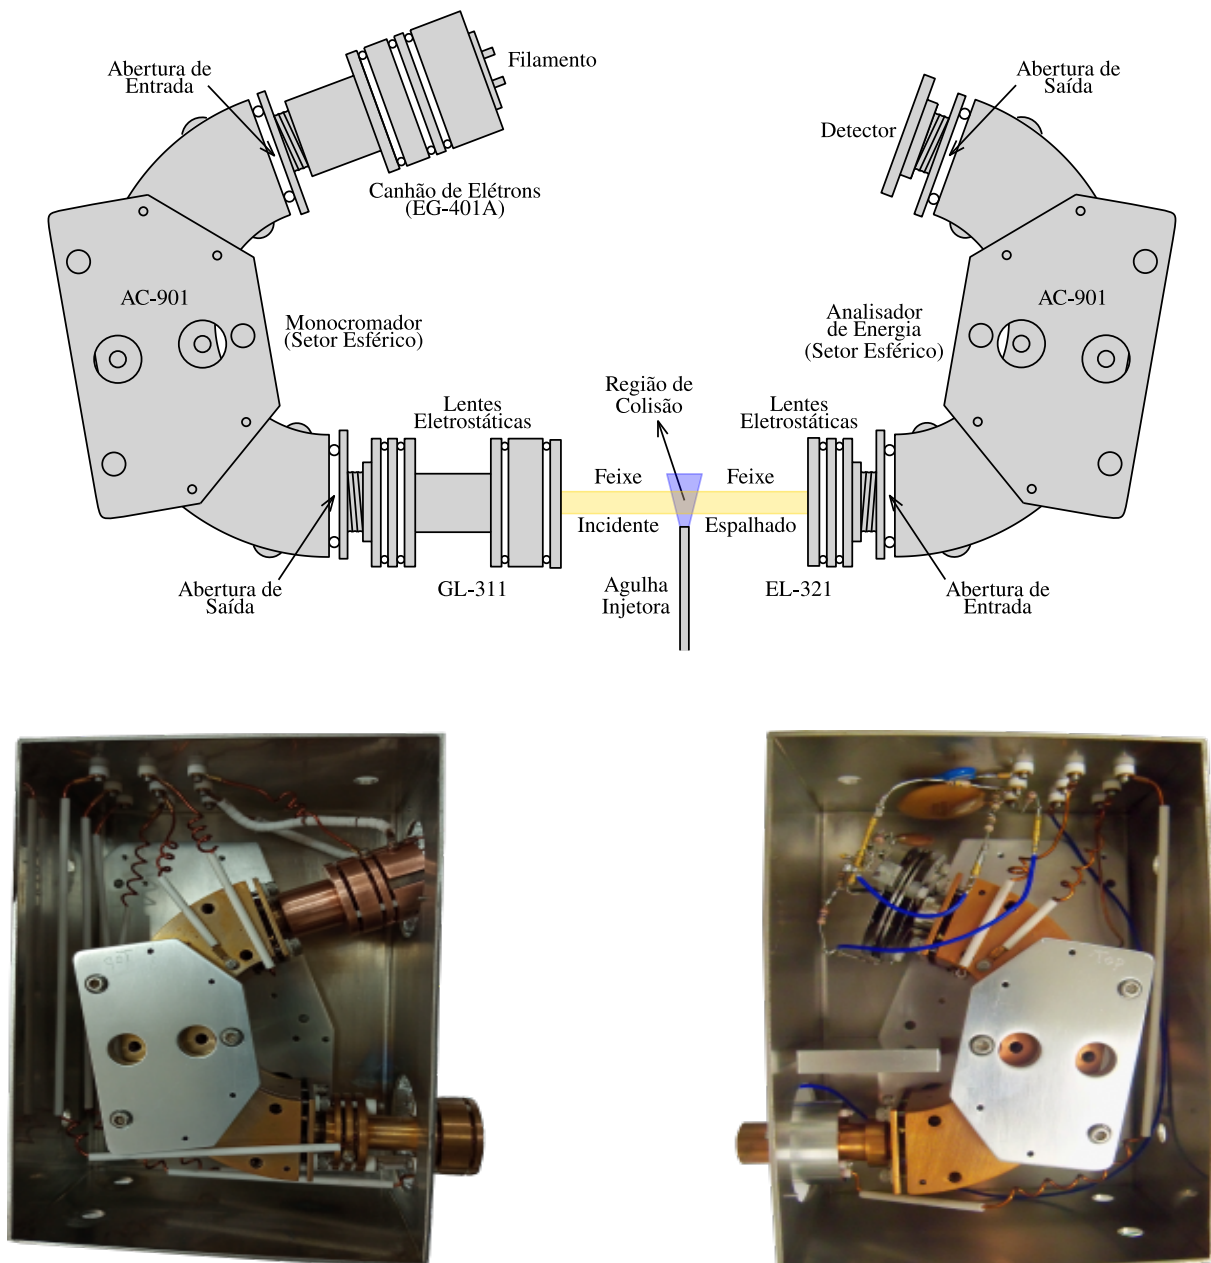 Filamento
Abertura de
Entrada
Canhão de Elétrons
(EG-401A)
Abertura de
Saída
Detector
AC-901
Monocromador
(Setor Esférico)
Analisador
de Energia
(Setor Esférico)
AC-901
Região de
Colisão
Lentes
Eletrostáticas
Lentes
Eletrostáticas
Feixe
Feixe
Incidente
Espalhado
Abertura de
Saída
GL-311
Agulha
Injetora
EL-321
Abertura de
Entrada
Top
Top